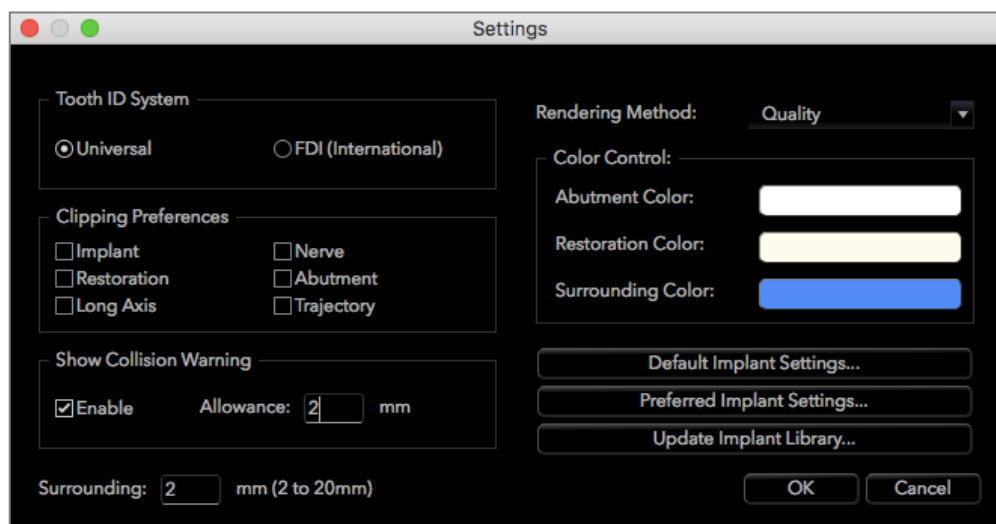 Settings
Tooth ID System
Universal
FDI (International)
Clipping Preferences
Implant
Nerve
Restoration
Abutment
Long Axis
Trajectory
Show Collision Warning
Enable
Allowance: 2 mm
Surrounding: 2 mm (2 to 20mm)
Rendering Method: Quality
Color Control:
Abutment Color:
Restoration Color:
Surrounding Color:
Default Implant Settings...
Preferred Implant Settings...
Update Implant Library...
OK
Cancel